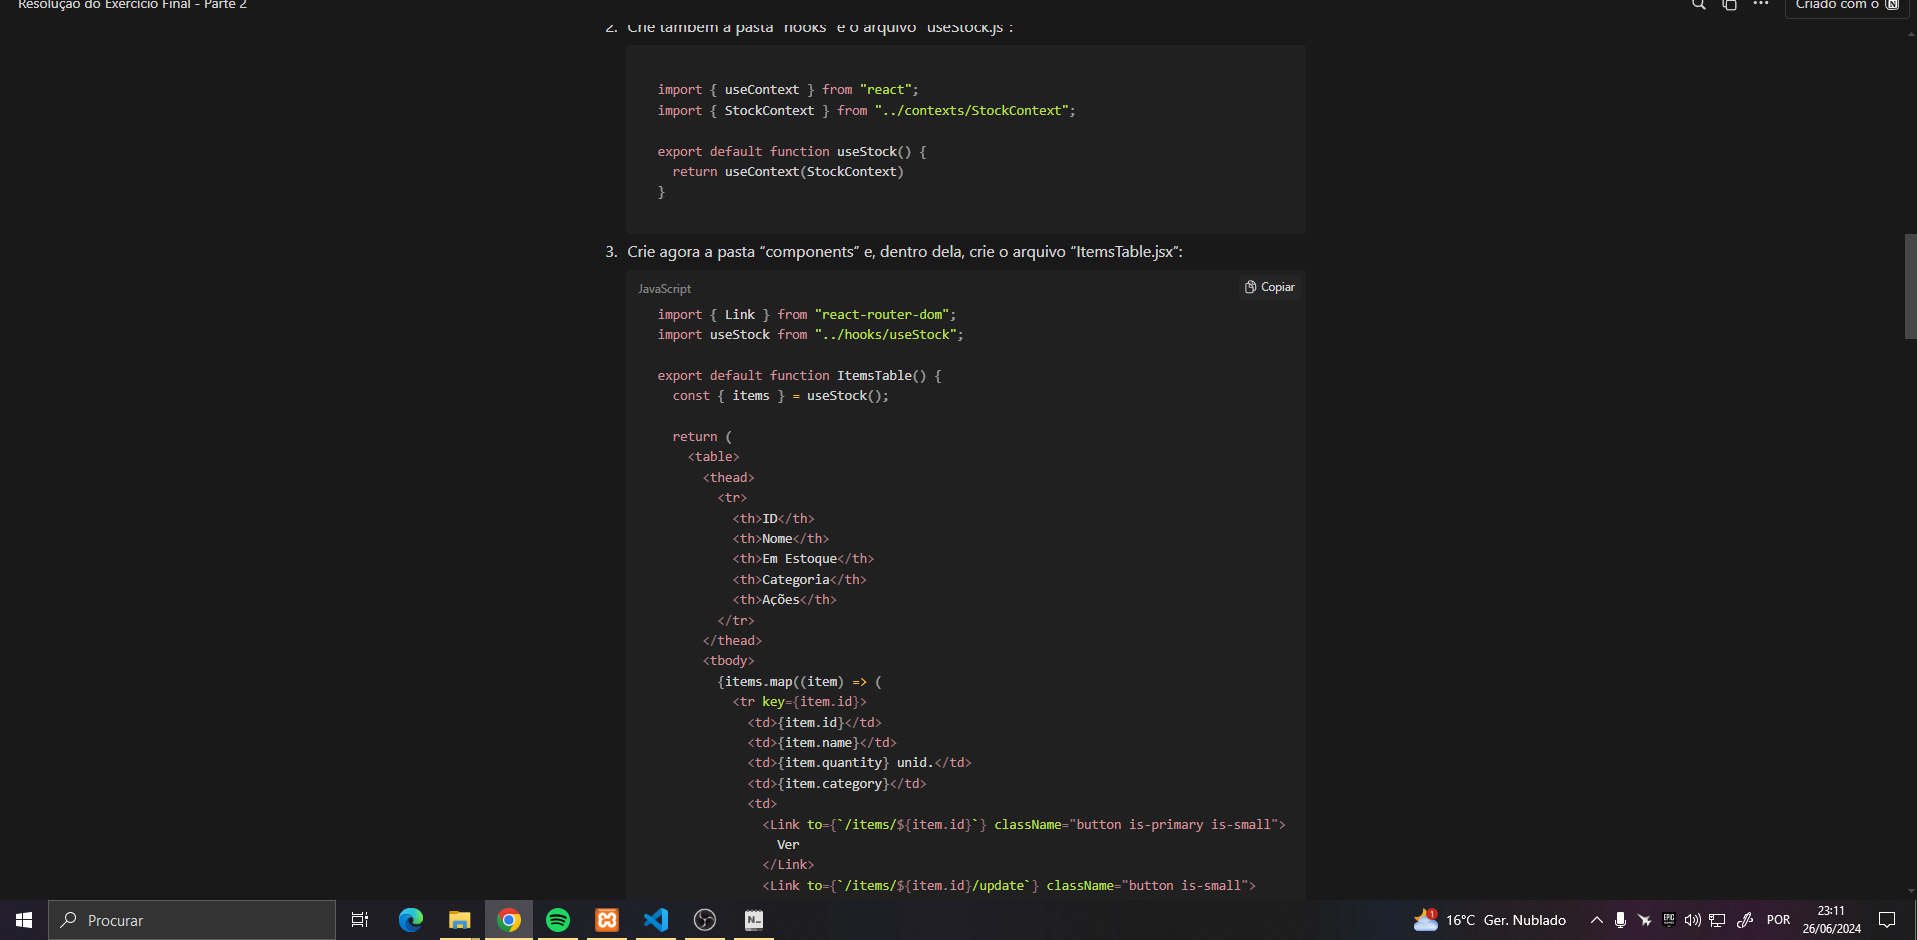 Resolução do Exercício Final - Parte 2
Criado com o
2. Crie também a pasta “hooks” e o arquivo “useStock.js”:
import { useContext } from "react";
import { StockContext } from "../contexts/StockContext";
export default function useStock() {
return useContext(StockContext)
}
3. Crie agora a pasta “components” e, dentro dela, crie o arquivo “ItemsTable.jsx”:
JavaScript
Copiar
import { Link } from "react-router-dom";
import useStock from "../hooks/useStock";
export default function ItemsTable() {
const { items } = useStock();
return (
<table>
<thead>
<tr>
<th>ID</th>
<th>Nome</th>
<th>Em Estoque</th>
<th>Categoria</th>
<th>Ações</th>
</tr>
</thead>
<tbody>
{items.map((item) => (
<tr key={item.id}>
<td>{item.id}</td>
<td>{item.name}</td>
<td>{item.quantity} unid.</td>
<td>{item.category}</td>
<td>
<Link to={`/items/${item.id}`} className="button is-primary is-small">
Ver
</Link>
<Link to={`/items/${item.id}/update`} className="button is-small">
Procurar
1
16°C Ger. Nublado
EPIC
POR
23:11
26/06/2024